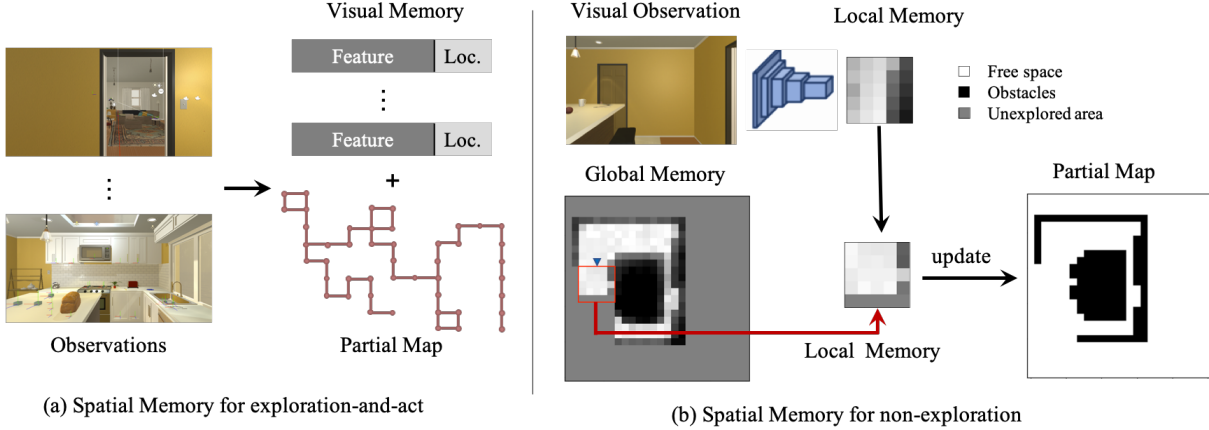 Visual Memory
Feature Loc.
⋮
Feature Loc.
+
⋮
Observations
Partial Map
(a) Spatial Memory for exploration-and-act
Visual Observation
Local Memory
Free space
Obstacles
Unexplored area
Global Memory
Partial Map
update
Local Memory
(b) Spatial Memory for non-exploration